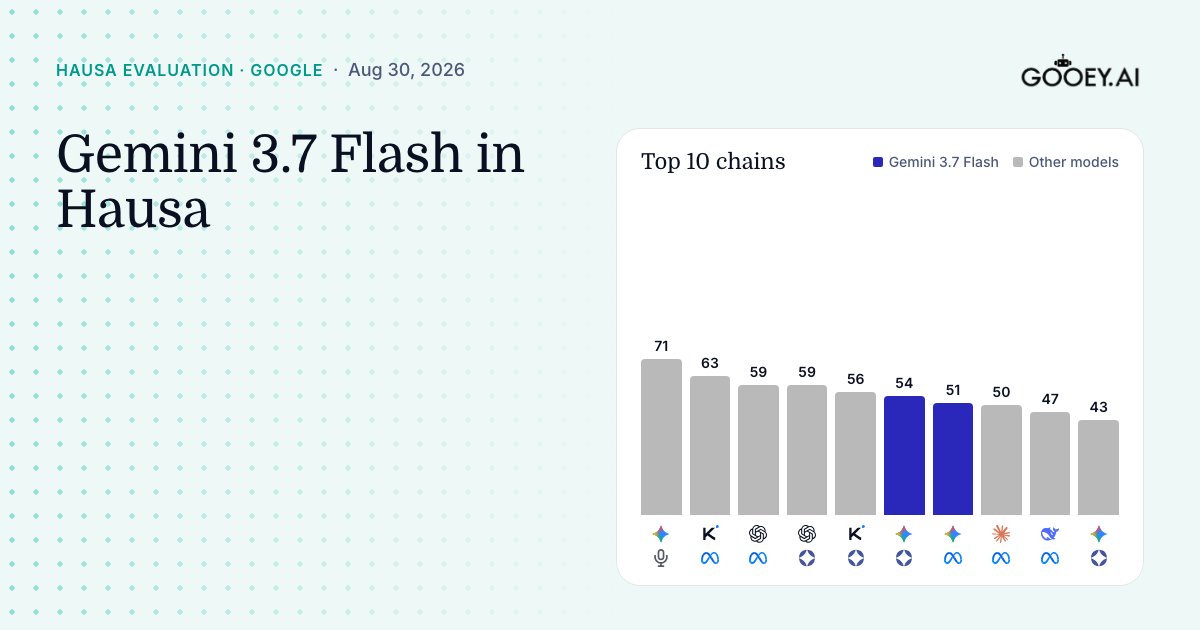 HAUSA EVALUATION · GOOGLE · Aug 30, 2026
GOOEY.AI
Gemini 3.7 Flash in
Hausa
Top 10 chains
Gemini 3.7 Flash
Other models
71
63
59
59
56
54
51
50
47
43